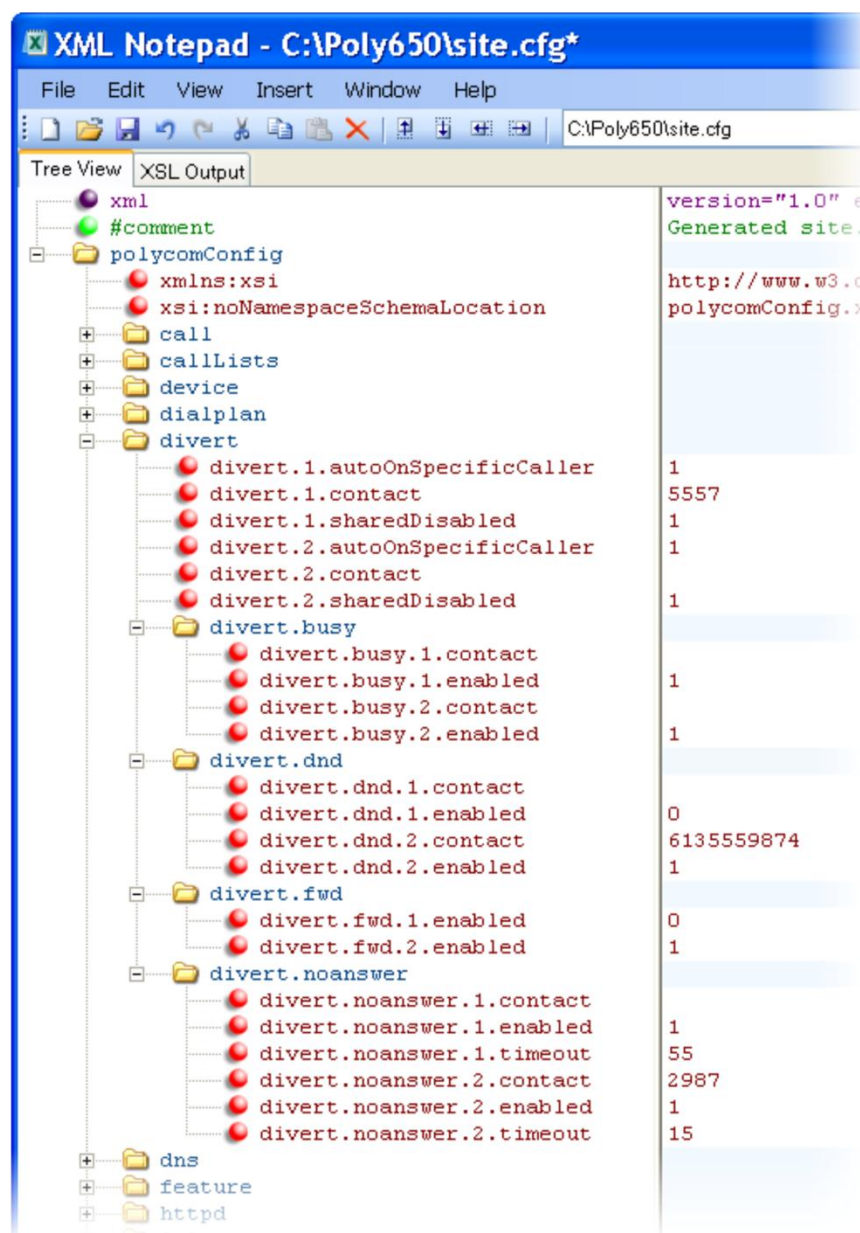 XML Notepad - C:\Poly650\site.cfg*
File Edit View Insert Window Help
C:\Poly650\site.cfg
Tree View XSL Output
xml version="1.0"
#comment Generated site.
polycomConfig
xmlns:xsi http://www.w3.
xsi:noNamespaceSchemaLocation polycomConfig.
call
callLists
device
dialplan
divert
divert.1.autoOnSpecificCaller 1
divert.1.contact 5557
divert.1.sharedDisabled 1
divert.2.autoOnSpecificCaller 1
divert.2.contact
divert.2.sharedDisabled 1
divert.busy
divert.busy.1.contact
divert.busy.1.enabled 1
divert.busy.2.contact
divert.busy.2.enabled 1
divert.dnd
divert.dnd.1.contact
divert.dnd.1.enabled 0
divert.dnd.2.contact 6135559874
divert.dnd.2.enabled 1
divert.fwd
divert.fwd.1.enabled 0
divert.fwd.2.enabled 1
divert.noanswer
divert.noanswer.1.contact
divert.noanswer.1.enabled 1
divert.noanswer.1.timeout 55
divert.noanswer.2.contact 2987
divert.noanswer.2.enabled 1
divert.noanswer.2.timeout 15
dns
feature
httpd